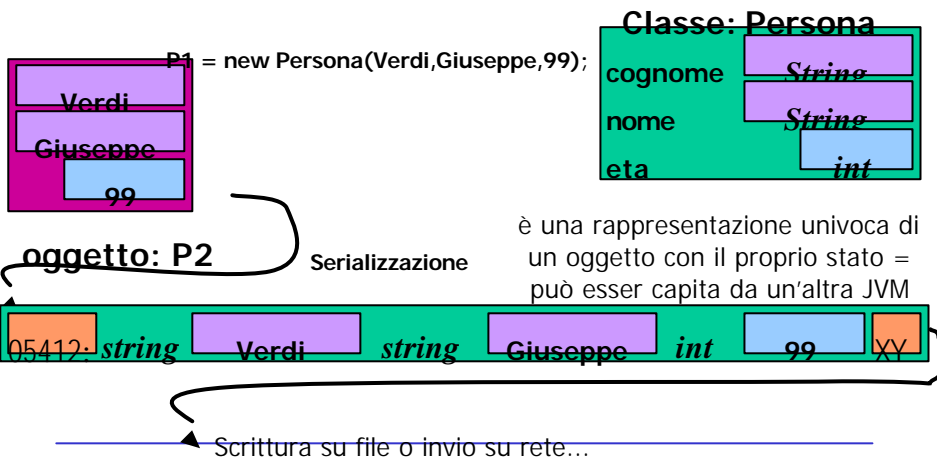 Classe: Persona
P1 = new Persona(Verdi,Giuseppe,99);
cognome String
nome String
eta int
Verdi
Giuseppe
99
oggetto: P2
Serializzazione
è una rappresentazione univoca di
un oggetto con il proprio stato =
può esser capita da un'altra JVM
05412: string Verdi string Giuseppe int 99 XY
Scrittura su file o invio su rete...